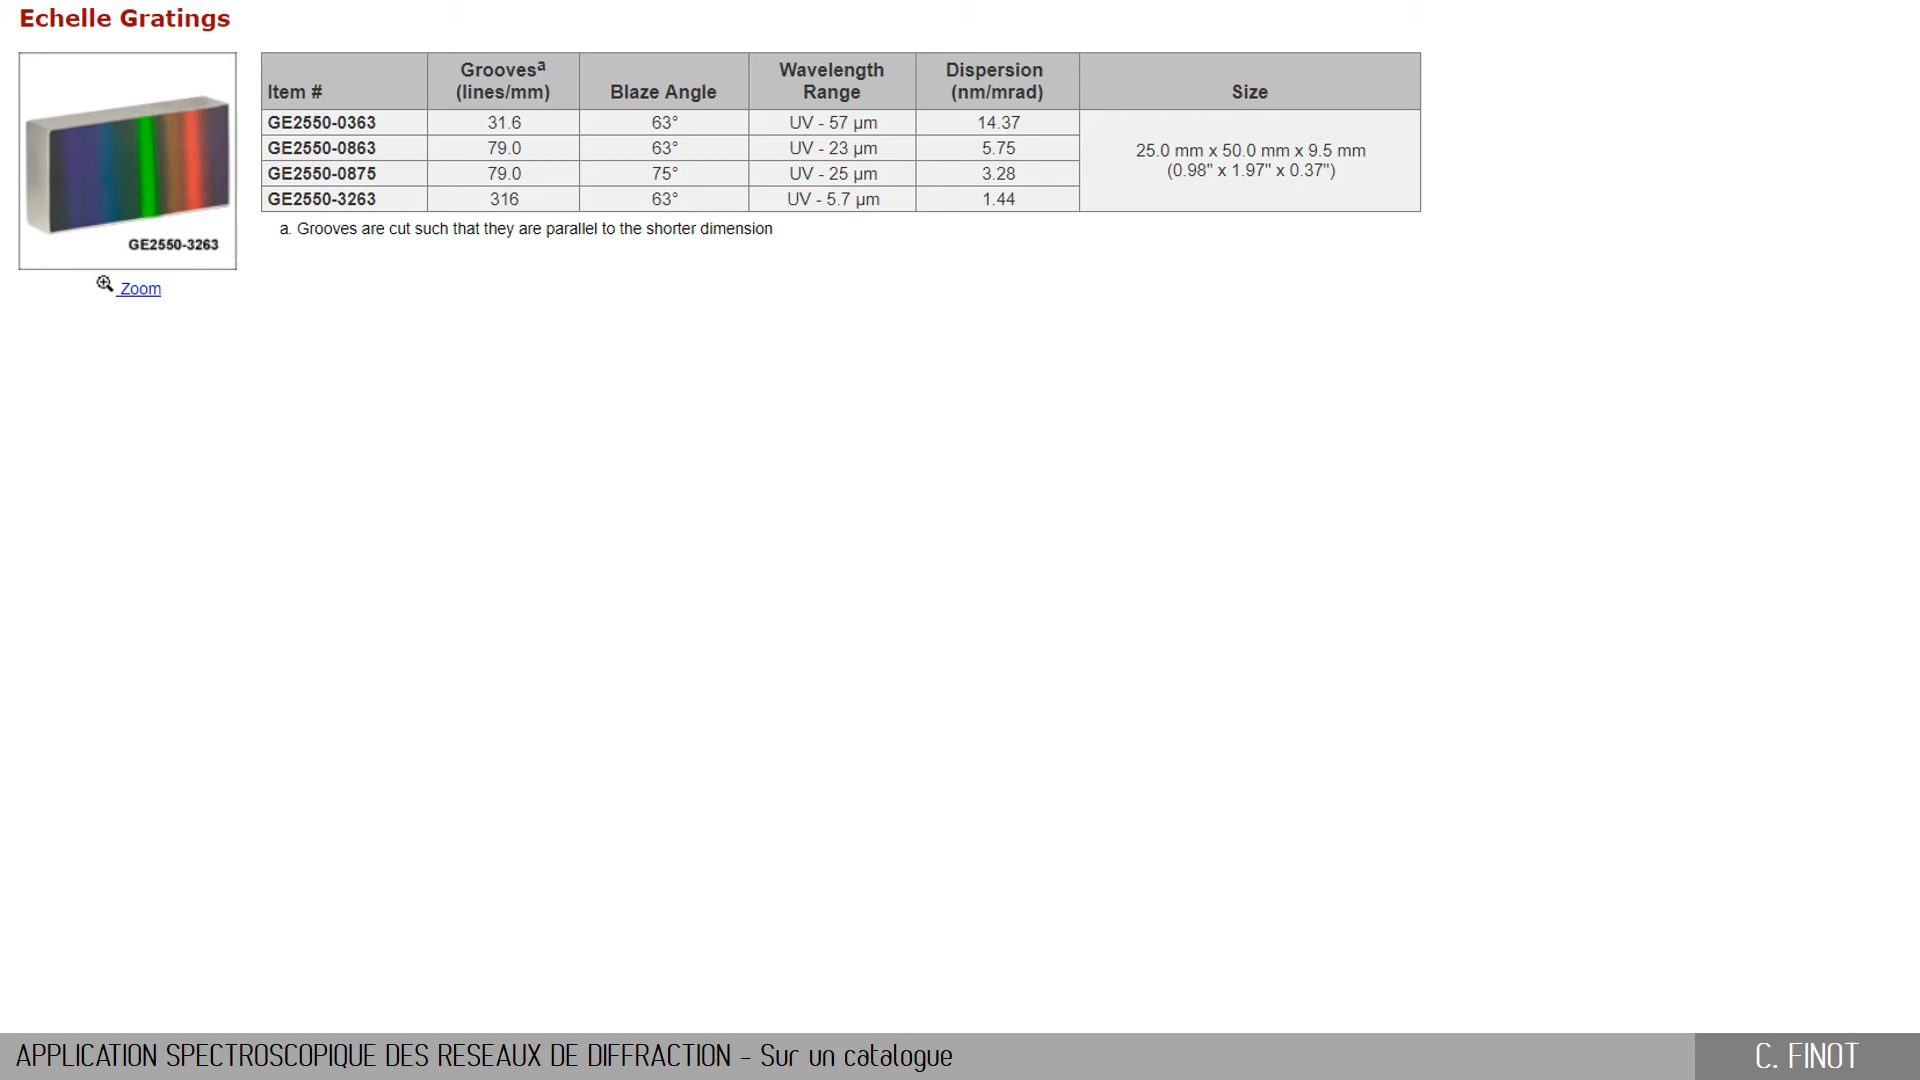 Echelle Gratings
Item # Groovesa (lines/mm) Blaze Angle Wavelength Range Dispersion (nm/mrad) Size
GE2550-0363 31.6 63° UV - 57 µm 14.37
GE2550-0863 79.0 63° UV - 23 µm 5.75
GE2550-0875 79.0 75° UV - 25 µm 3.28
GE2550-3263 316 63° UV - 5.7 µm 1.44
25.0 mm x 50.0 mm x 9.5 mm
(0.98" x 1.97" x 0.37")
a. Grooves are cut such that they are parallel to the shorter dimension
GE2550-3263
Zoom
APPLICATION SPECTROSCOPIQUE DES RESEAUX DE DIFFRACTION - Sur un catalogue
C. FINOT